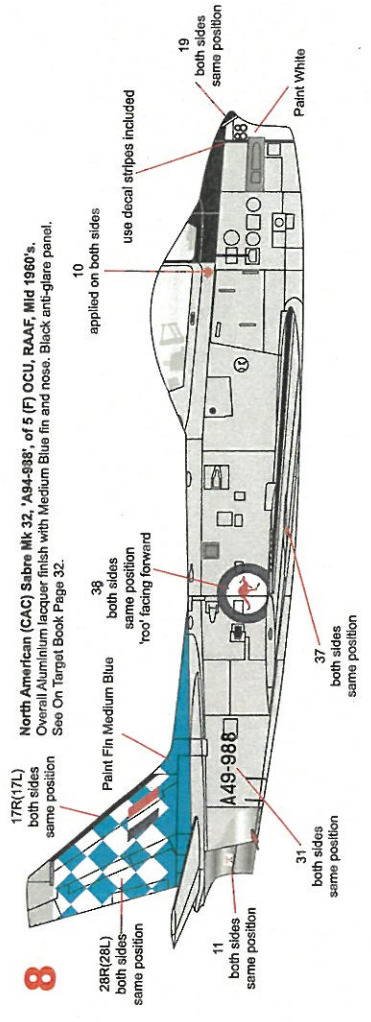 8
North American (CAC) Sabre Mk 32, 'A94-988', of 5 (F) OCU, RAAF, Mid 1960's.
Overall Aluminium lacquer finish with Medium Blue fin and nose. Black anti-glare panel.
See On Target Book Page 32.
17R(17L)
both sides
same position
Paint Fin Medium Blue
28R(28L)
both sides
same position
38
both sides
same position
'roo' facing forward
10
applied on both sides
use decal stripes included
19
both sides
same position
Paint White
88
A49-988
11
both sides
same position
31
both sides
same position
37
both sides
same position